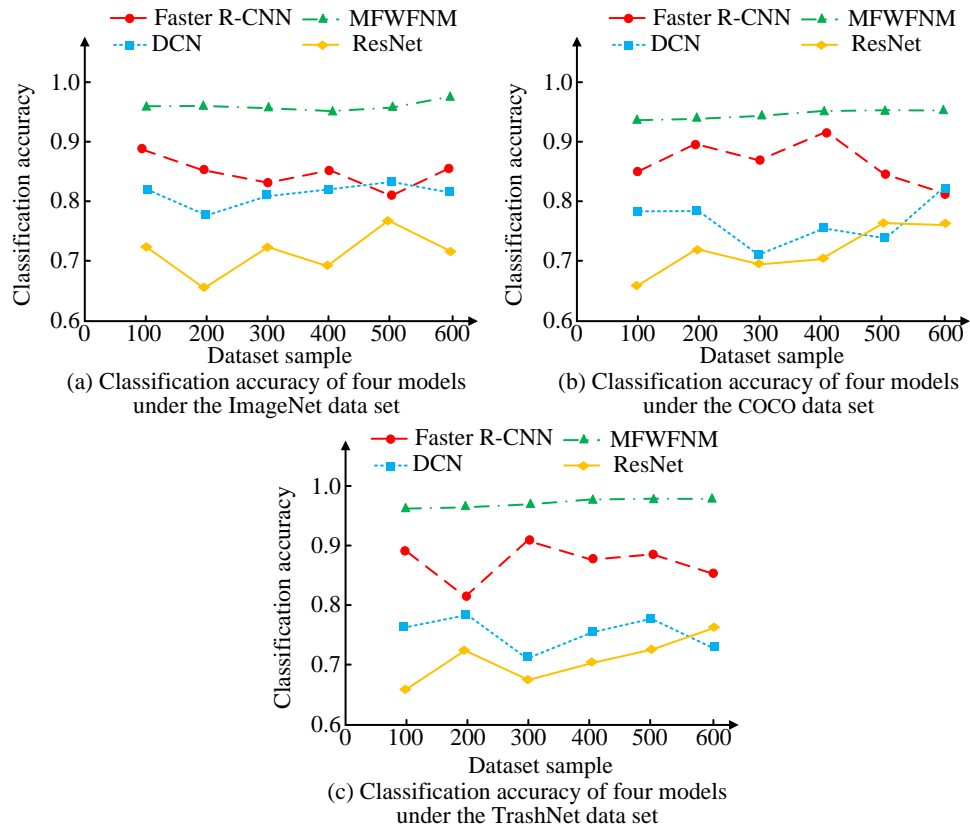 Faster R-CNN MFWFNM
DCN ResNet
Classification accuracy
1.0
0.9
0.8
0.7
0.6
0 100 200 300 400 500 600
Dataset sample
(a) Classification accuracy of four models
under the ImageNet data set
Faster R-CNN MFWFNM
DCN ResNet
Classification accuracy
1.0
0.9
0.8
0.7
0.6
0 100 200 300 400 500 600
Dataset sample
(b) Classification accuracy of four models
under the COCO data set
Faster R-CNN MFWFNM
DCN ResNet
Classification accuracy
1.0
0.9
0.8
0.7
0.6
0 100 200 300 400 500 600
Dataset sample
(c) Classification accuracy of four models
under the TrashNet data set